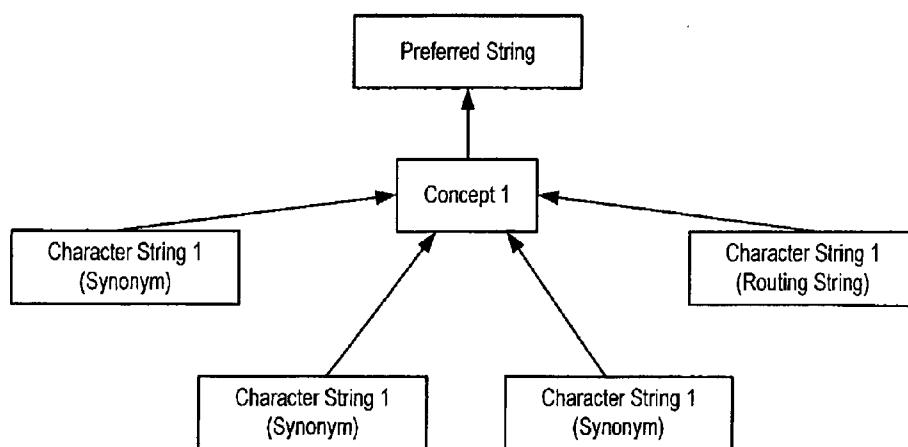 Preferred String
Concept 1
Character String 1
(Synonym)
Character String 1
(Routing String)
Character String 1
(Synonym)
Character String 1
(Synonym)